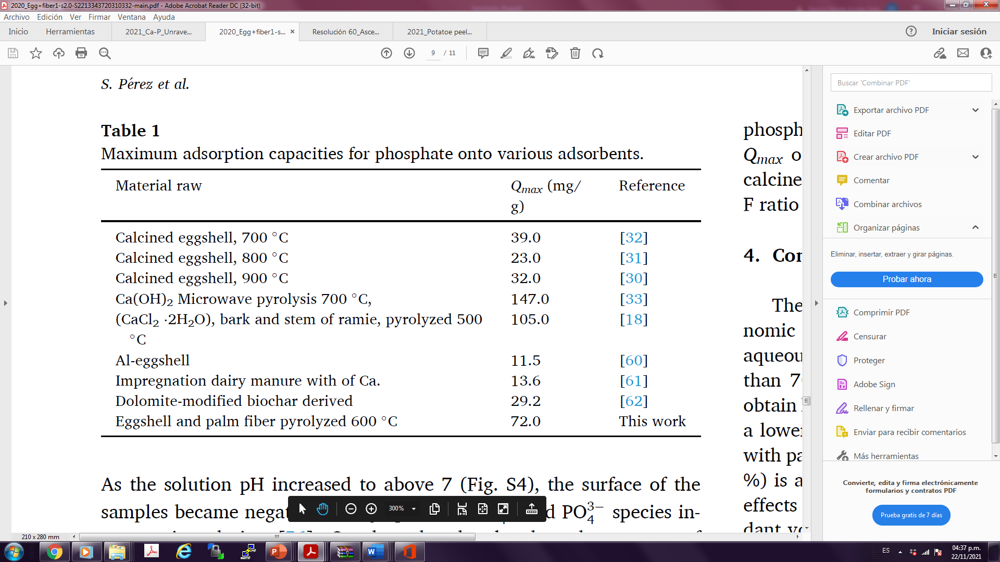 2020_Egg+fiber1-s2.0-S2213343720310332-main.pdf - Adobe Acrobat Reader DC (32-bit)
Archivo Edición Ver Firmar Ventana Ayuda
Inicio Herramientas 2021_Ca-P_Unrave... 2020_Egg+fiber1-s... × Resolución 60_Asce... 2021_Potatoe peel... Iniciar sesión
9 / 11
S. Pérez et al.
Table 1
Maximum adsorption capacities for phosphate onto various adsorbents.
Material raw Qmax (mg/g) Reference
Calcined eggshell, 700 °C 39.0 [32]
Calcined eggshell, 800 °C 23.0 [31]
Calcined eggshell, 900 °C 32.0 [30]
Ca(OH)₂ Microwave pyrolysis 700 °C, 147.0 [33]
(CaCl₂ ·2H₂O), bark and stem of ramie, pyrolyzed 500 °C 105.0 [18]
Al-eggshell 11.5 [60]
Impregnation dairy manure with of Ca. 13.6 [61]
Dolomite-modified biochar derived 29.2 [62]
Eggshell and palm fiber pyrolyzed 600 °C 72.0 This work
As the solution pH increased to above 7 (Fig. S4), the surface of the
samples became negat d PO₄³⁻ species in-
phosph
Qmax o
calcine
F ratio
4. Con
The
nomic
aqueou
than 7
obtain
a lower
with pa
%) is a
effects
dant vo
300%
210 x 280 mm
Buscar 'Combinar PDF'
Exportar archivo PDF
Editar PDF
Crear archivo PDF
Comentar
Combinar archivos
Organizar páginas
Eliminar, insertar, extraer y girar páginas.
Probar ahora
Comprimir PDF
Censurar
Proteger
Adobe Sign
Rellenar y firmar
Enviar para recibir comentarios
Más herramientas
Convierte, edita y firma electrónicamente
formularios y contratos PDF
Prueba gratis de 7 días
ES
04:37 p.m.
22/11/2021